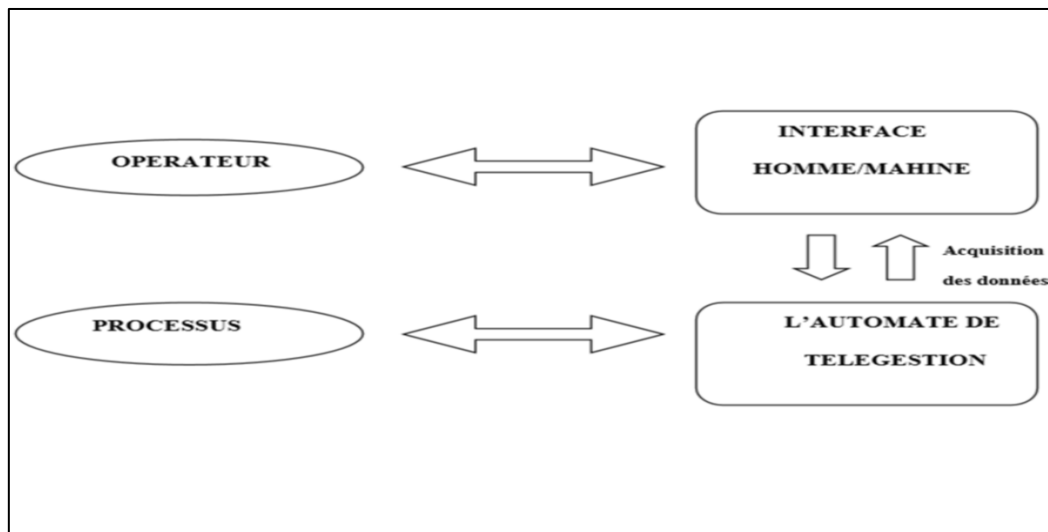 OPERATEUR
INTERFACE
HOMME/MAHINE
Acquisition
des données
PROCESSUS
L'AUTOMATE DE
TELEGESTION